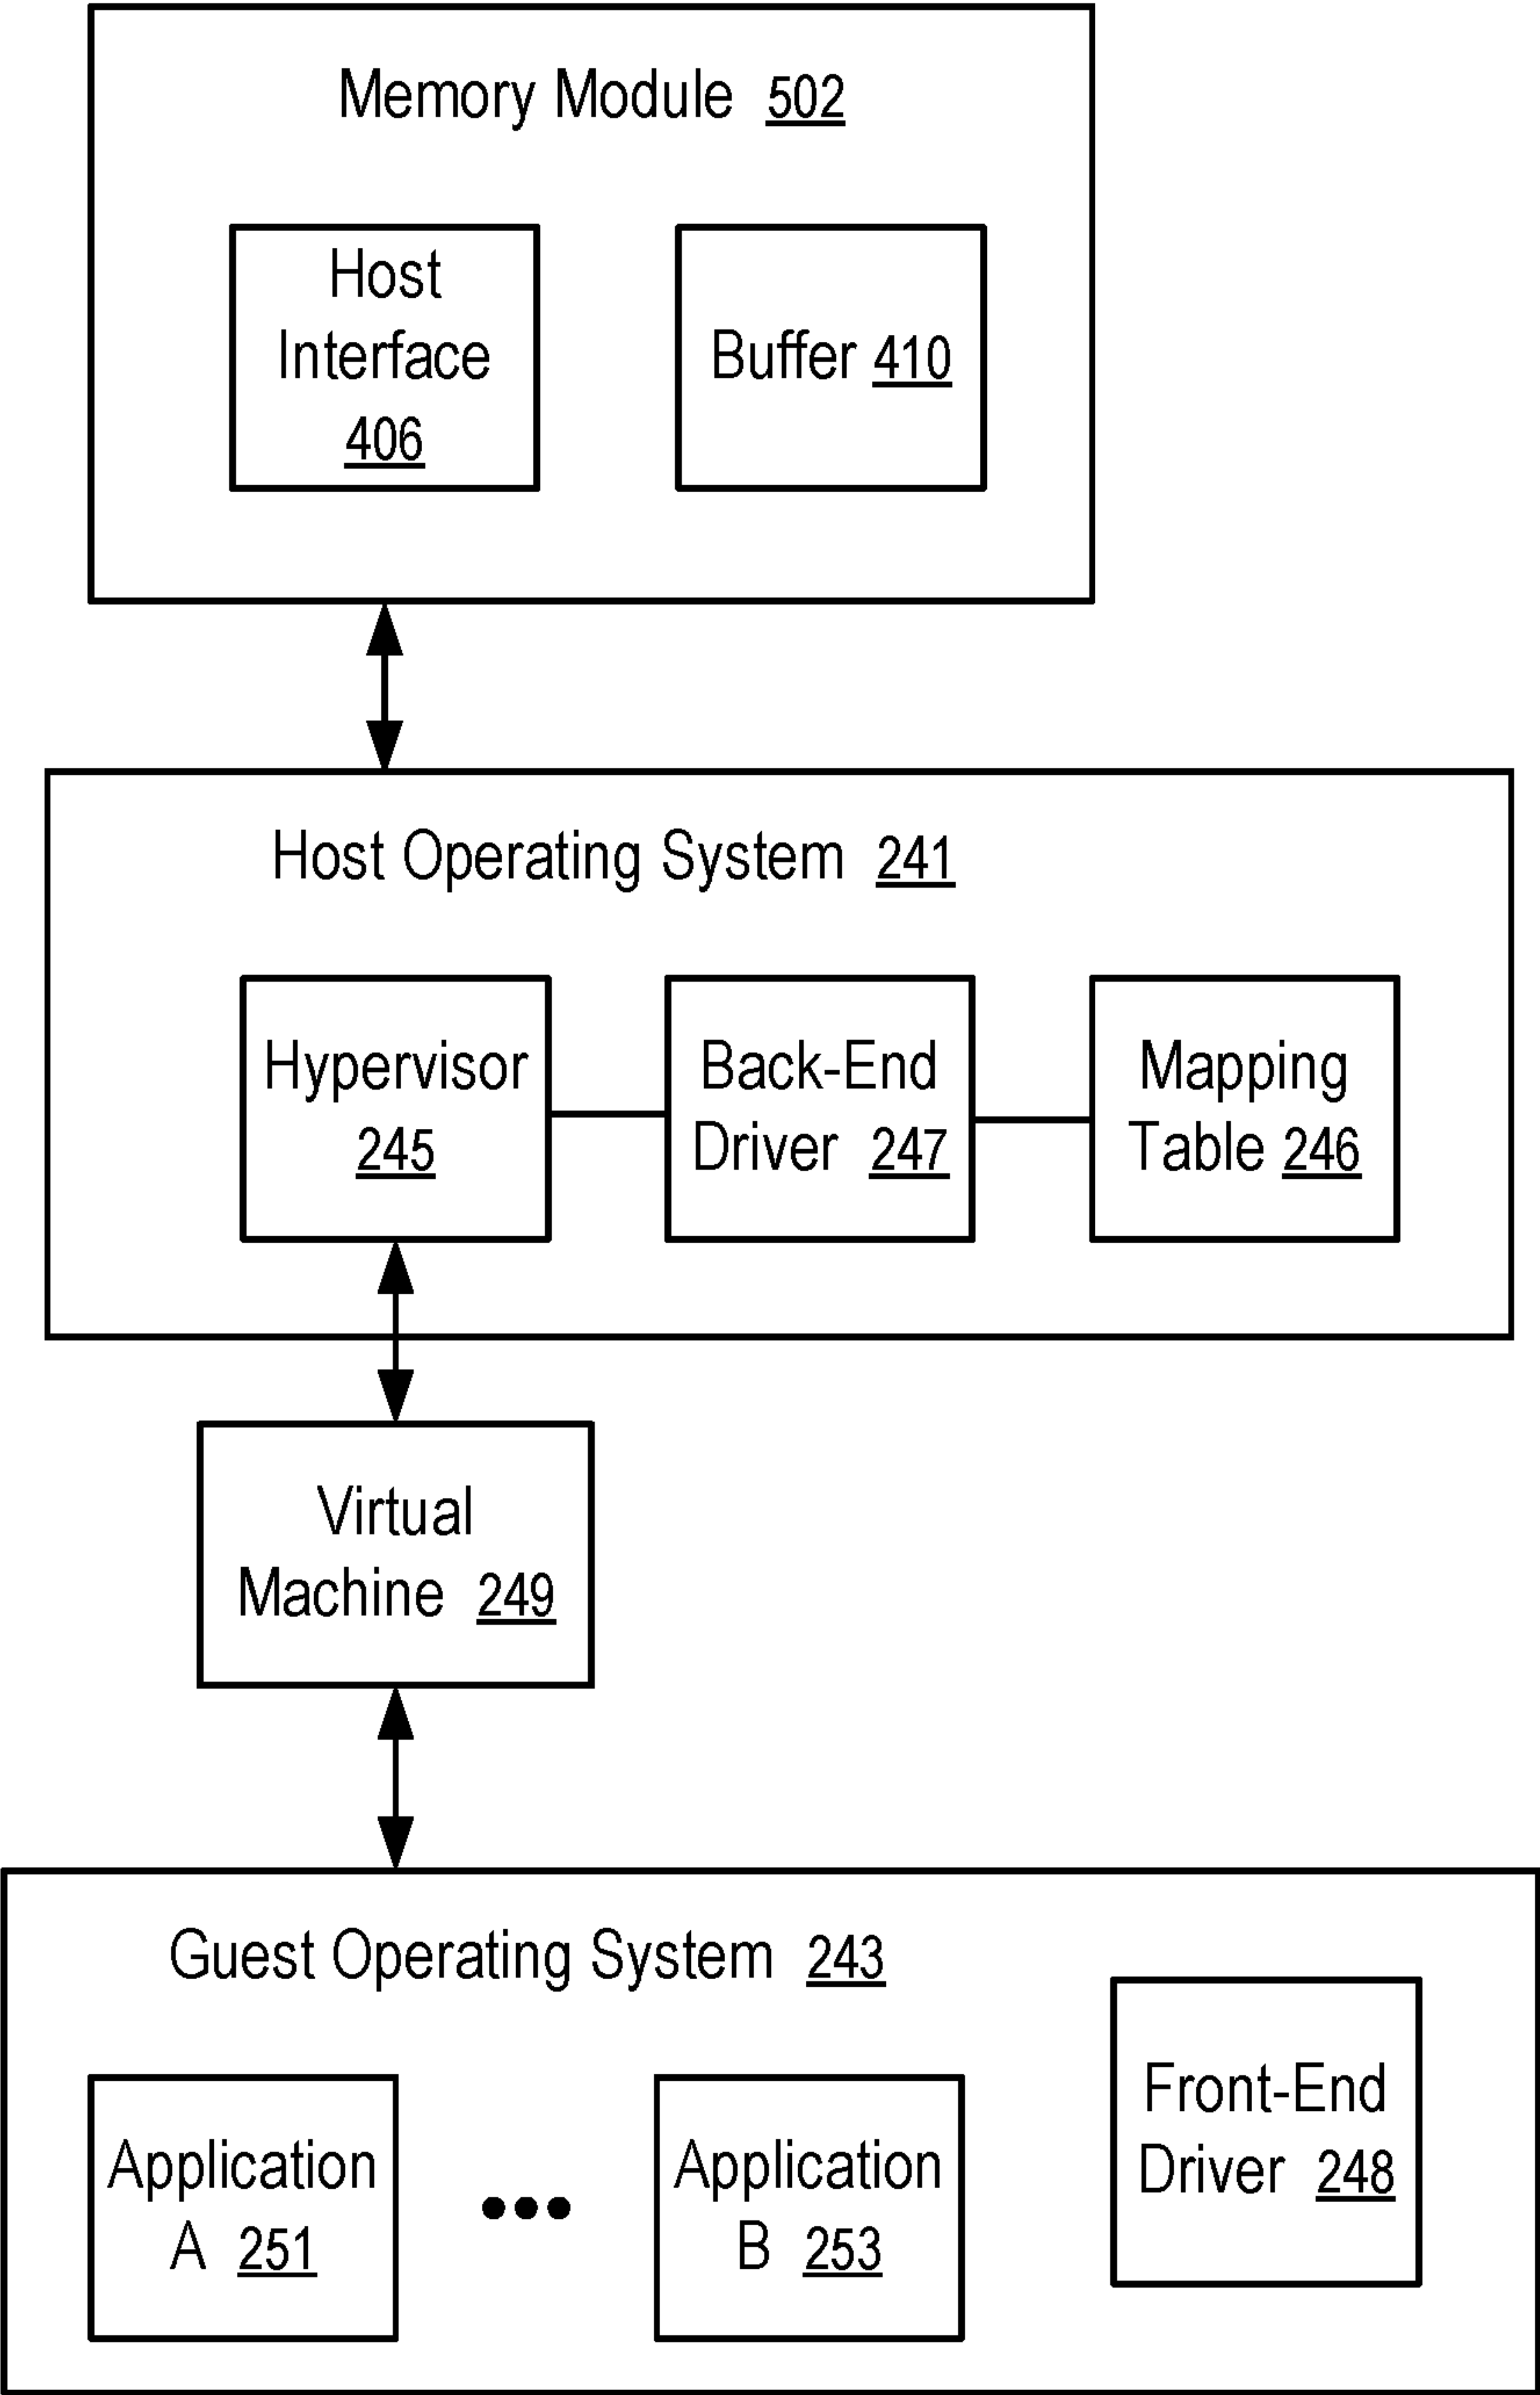 Memory Module 502
Host
Interface
406
Buffer 410
Host Operating System 241
Hypervisor
245
Back-End
Driver 247
Mapping
Table 246
Virtual
Machine 249
Guest Operating System 243
Application
A 251
•••
Application
B 253
Front-End
Driver 248